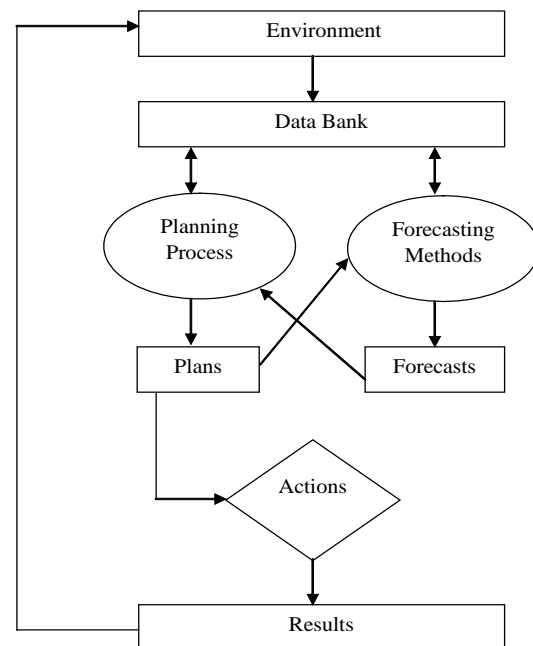 Environment
Data Bank
Planning
Process
Forecasting
Methods
Plans
Forecasts
Actions
Results